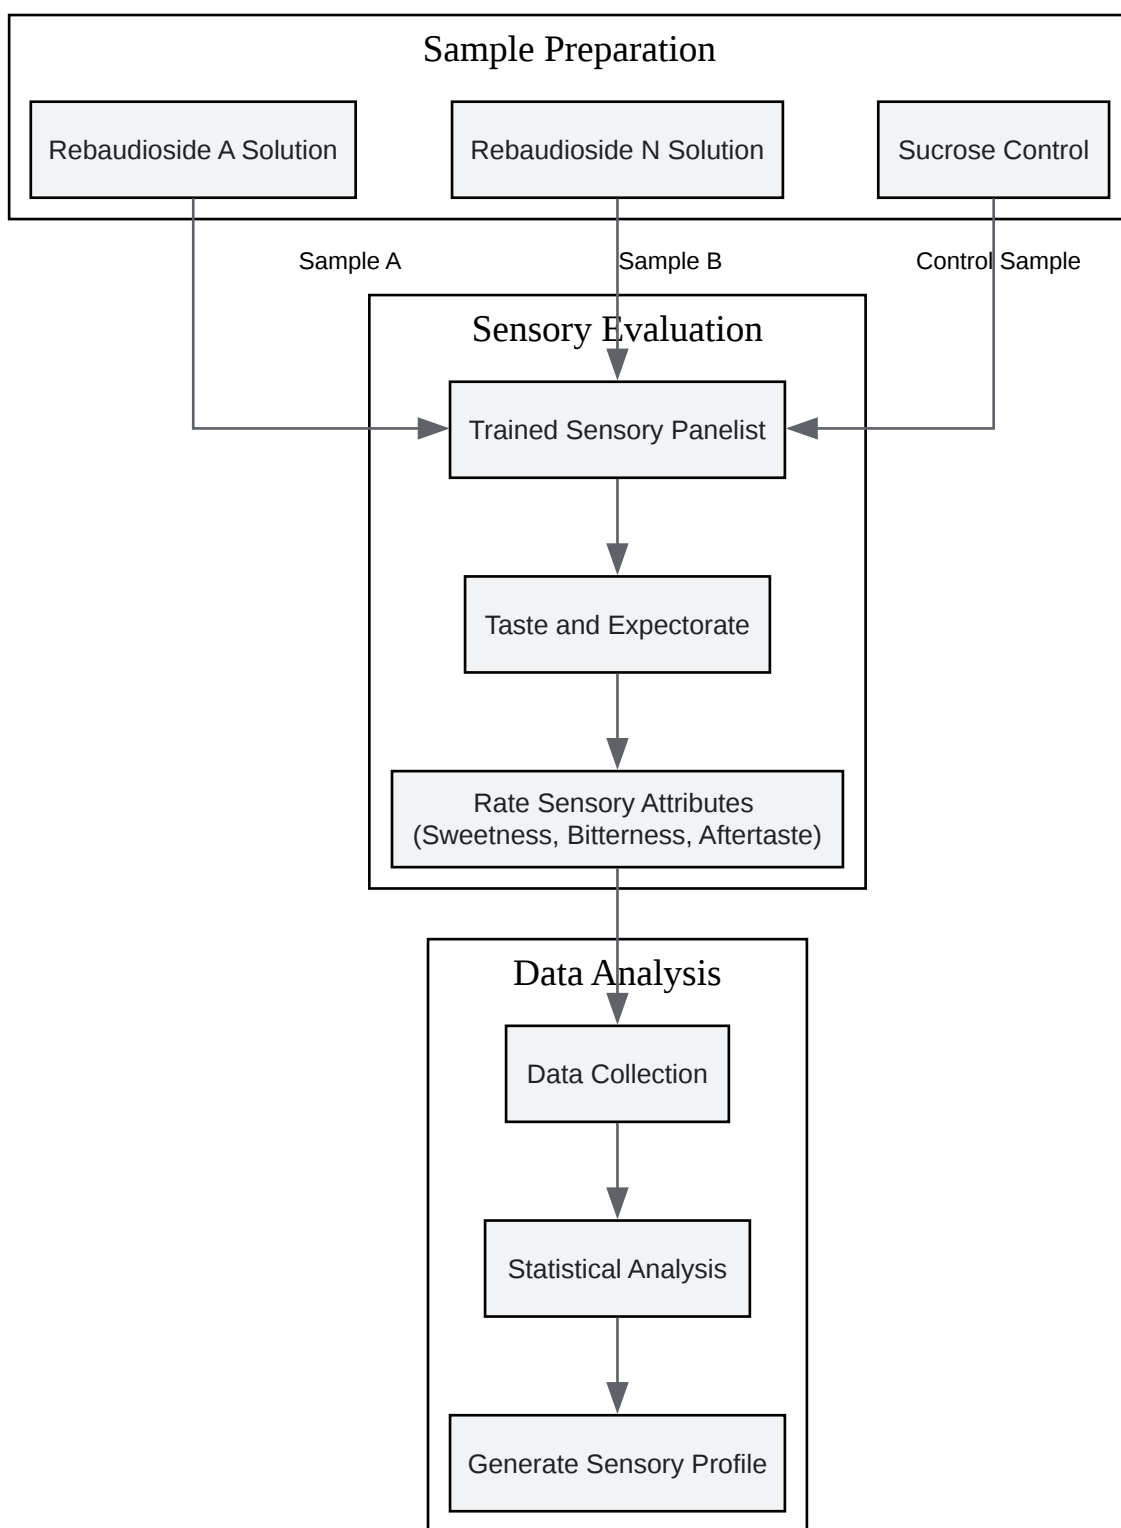 Sample Preparation
Rebaudioside A Solution
Rebaudioside N Solution
Sucrose Control
Sample A
Sample B
Control Sample
Sensory Evaluation
Trained Sensory Panelist
Taste and Expectorate
Rate Sensory Attributes
(Sweetness, Bitterness, Aftertaste)
Data Analysis
Data Collection
Statistical Analysis
Generate Sensory Profile